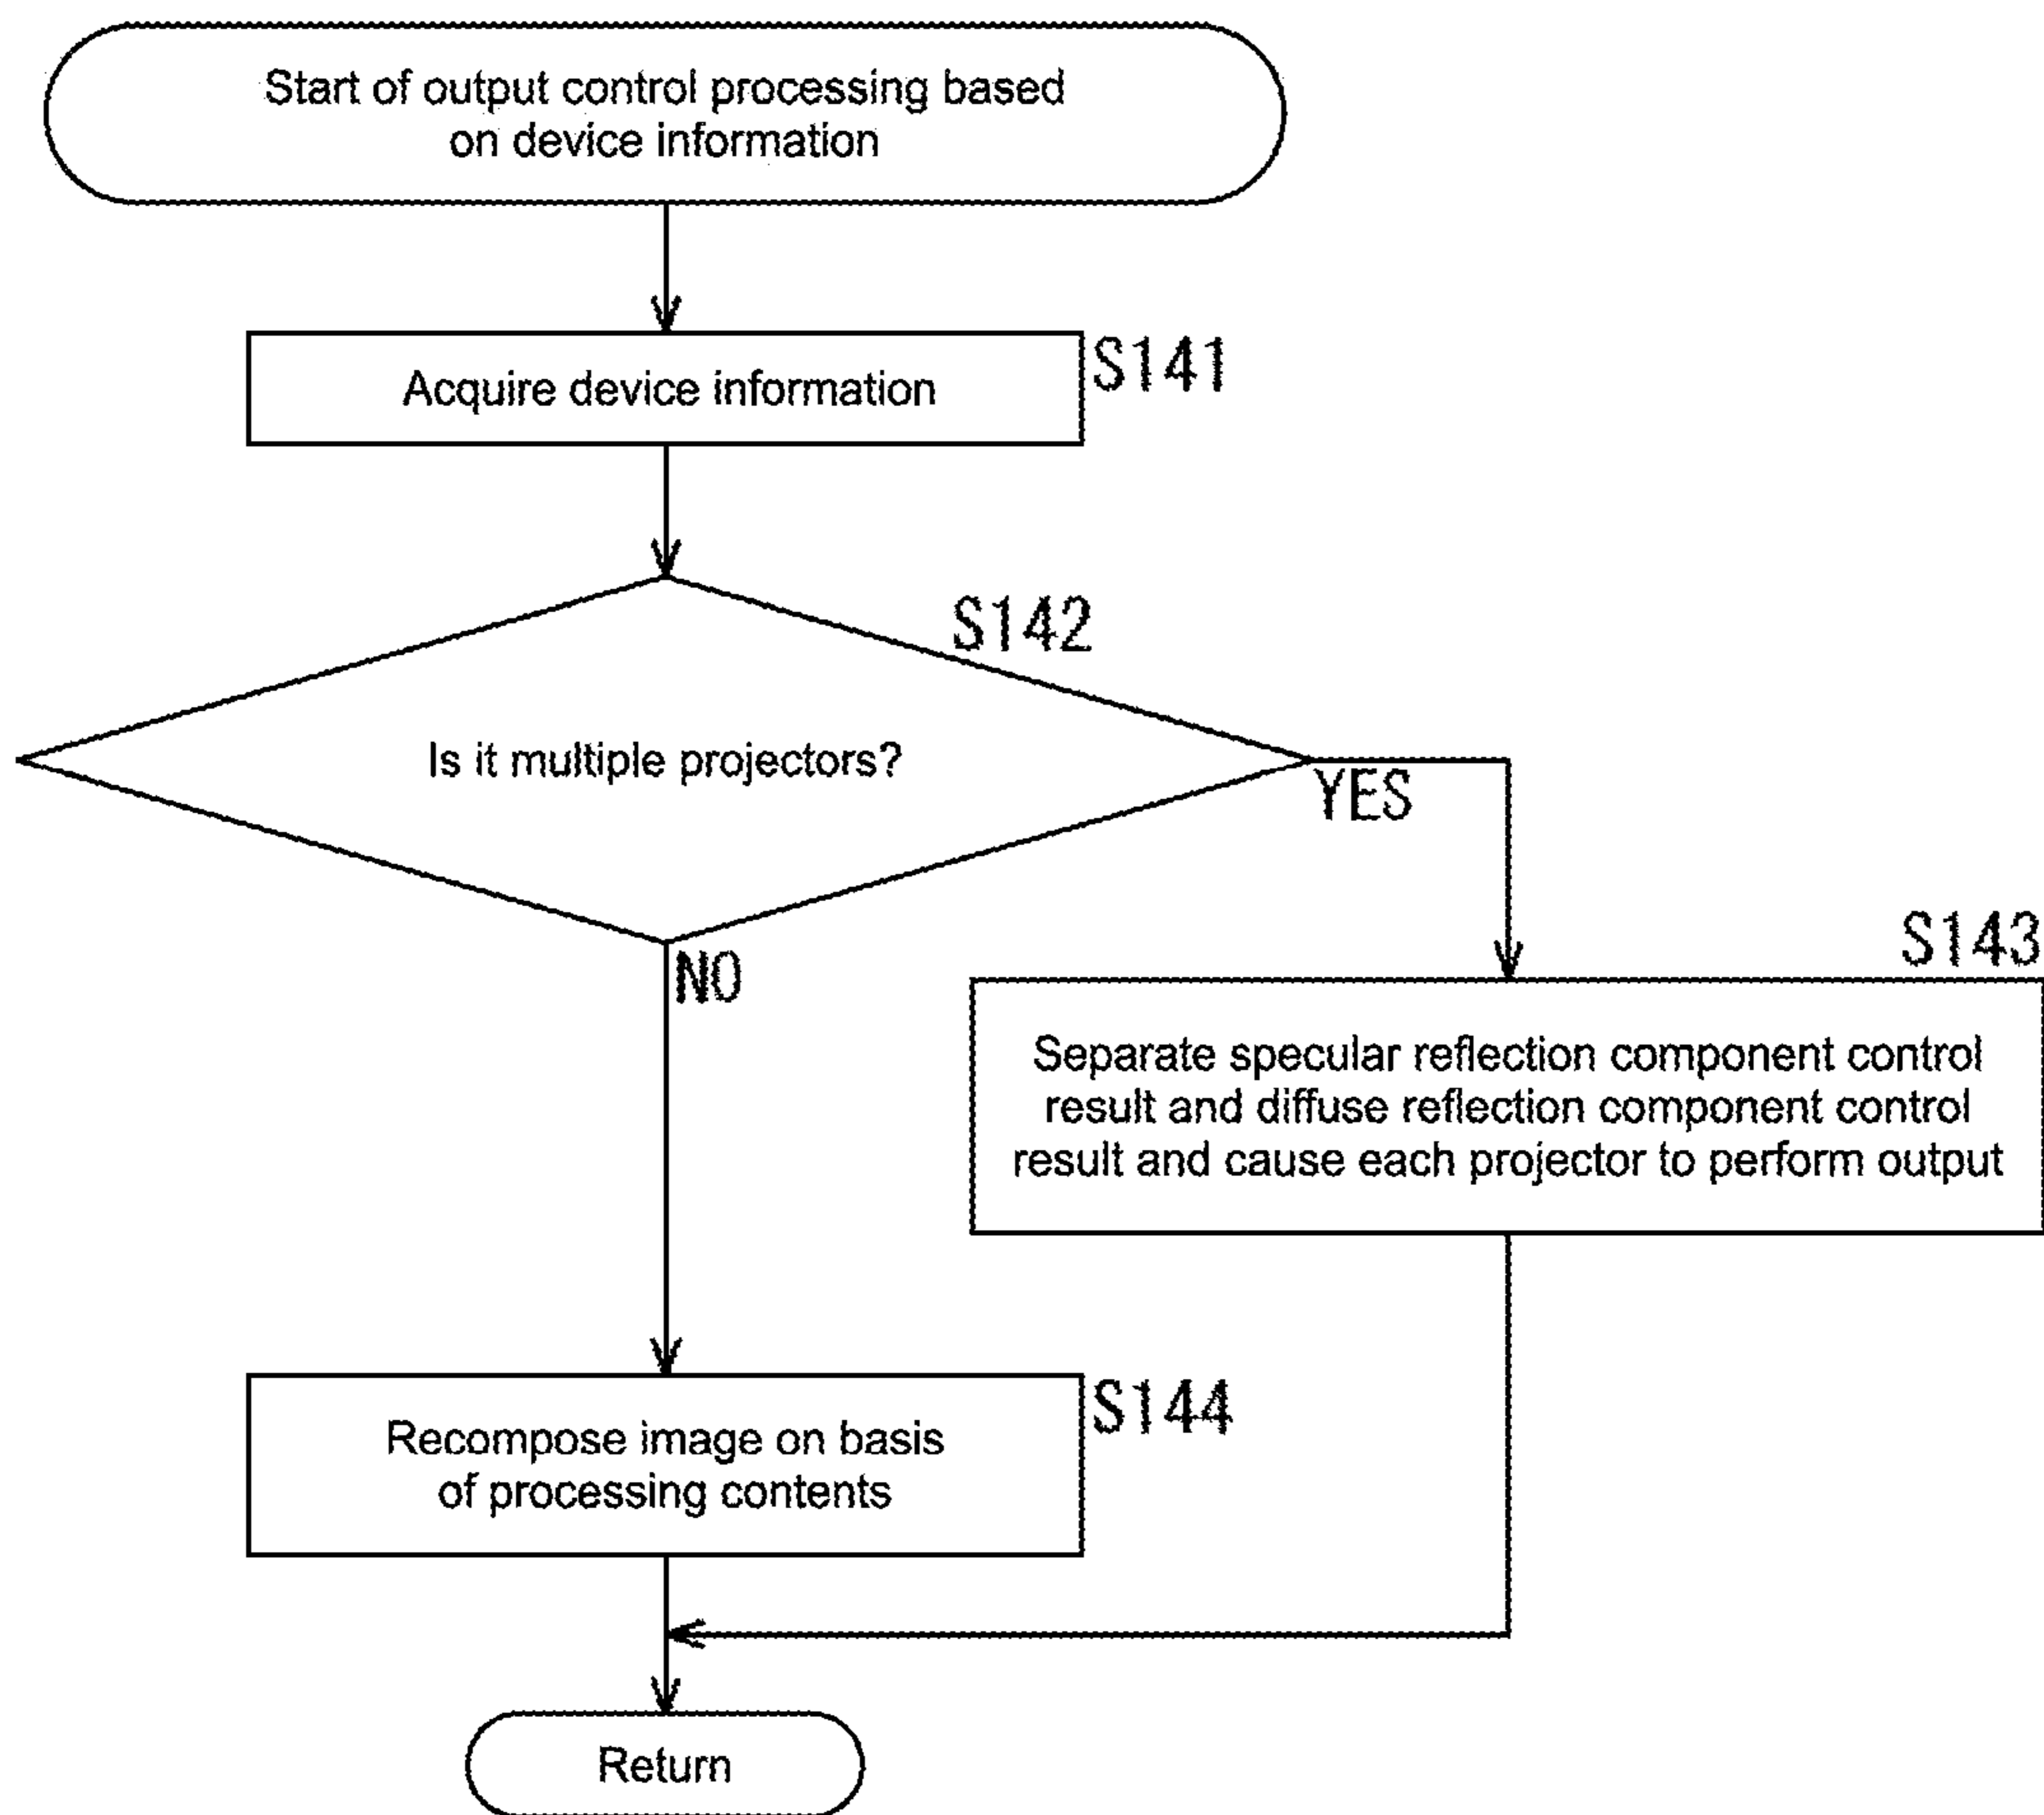 Start of output control processing based
on device information
Acquire device information
S141
S142
Is it multiple projectors?
YES
NO
S143
Separate specular reflection component control
result and diffuse reflection component control
result and cause each projector to perform output
Recompose image on basis
of processing contents
S144
Return